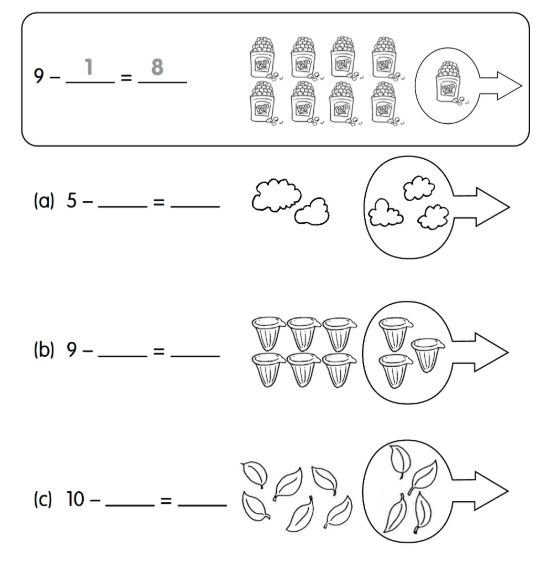 9 – 1 = 8
(a) 5 – ____ = ____
(b) 9 – ____ = ____
(c) 10 – ____ = ____